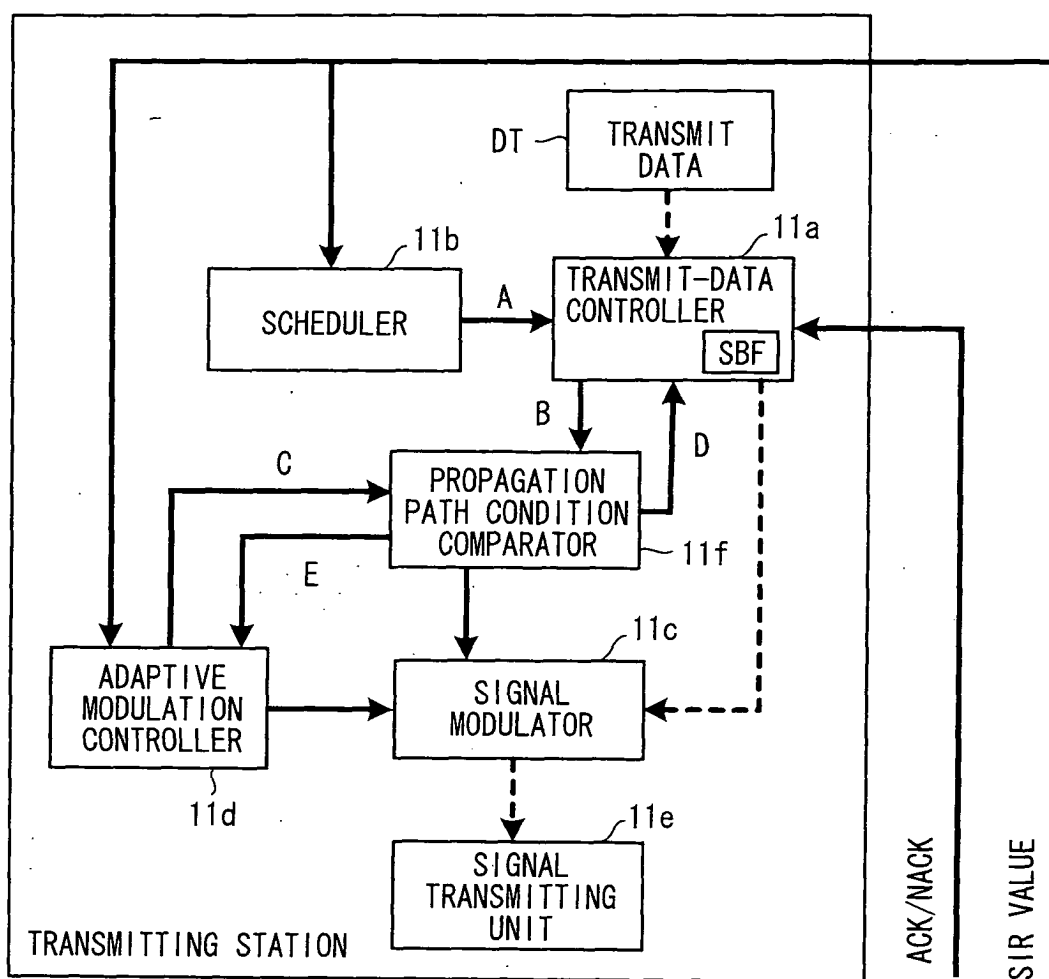 DT
TRANSMIT
DATA
11b
11a
SCHEDULER
A
TRANSMIT-DATA
CONTROLLER
SBF
B
D
C
PROPAGATION
PATH CONDITION
COMPARATOR
11f
E
11c
ADAPTIVE
MODULATION
CONTROLLER
SIGNAL
MODULATOR
11d
11e
SIGNAL
TRANSMITTING
UNIT
TRANSMITTING STATION
ACK/NACK
SIR VALUE